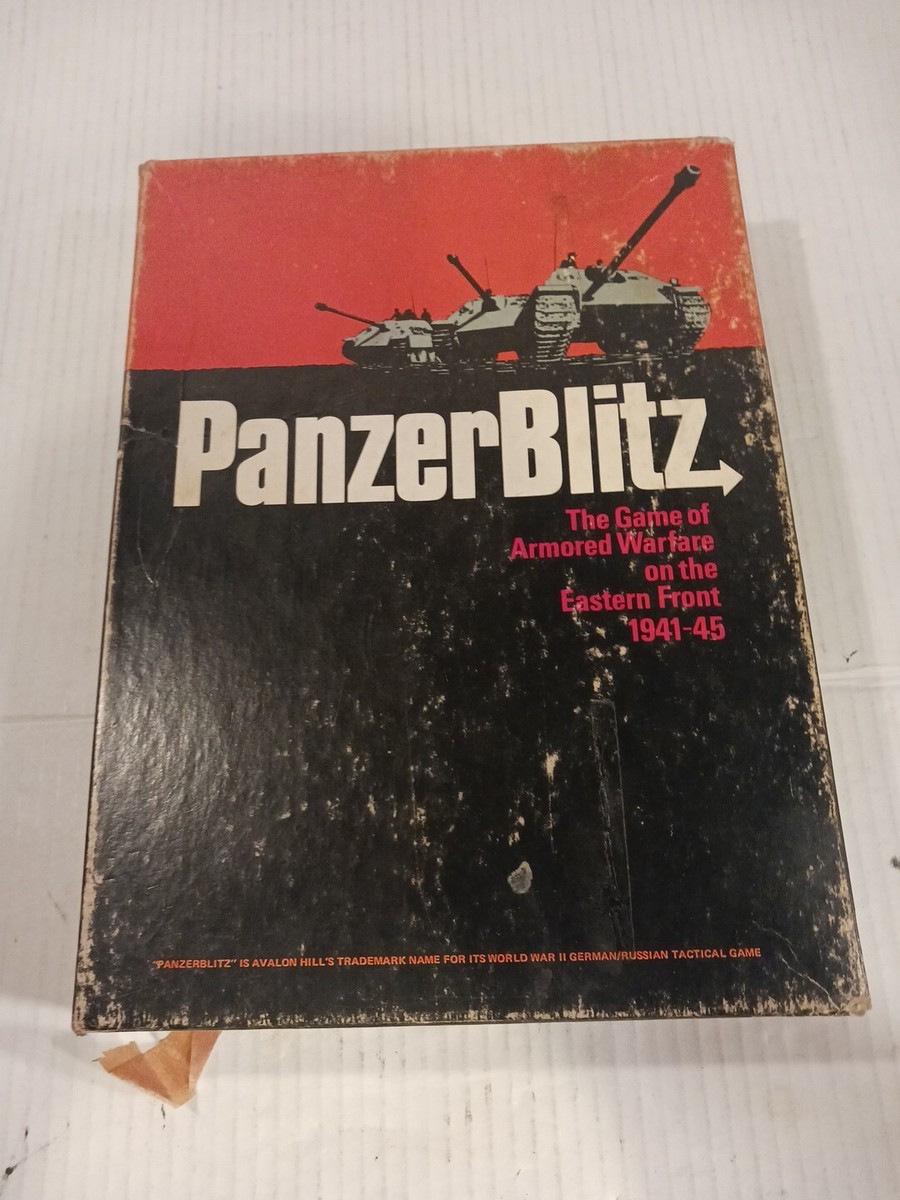 PanzerBlitz
The Game of
Armored Warfare
on the
Eastern Front
1941-45
"PANZERBLITZ" IS AVALON HILL'S TRADEMARK NAME FOR ITS WORLD WAR II GERMAN/RUSSIAN TACTICAL GAME